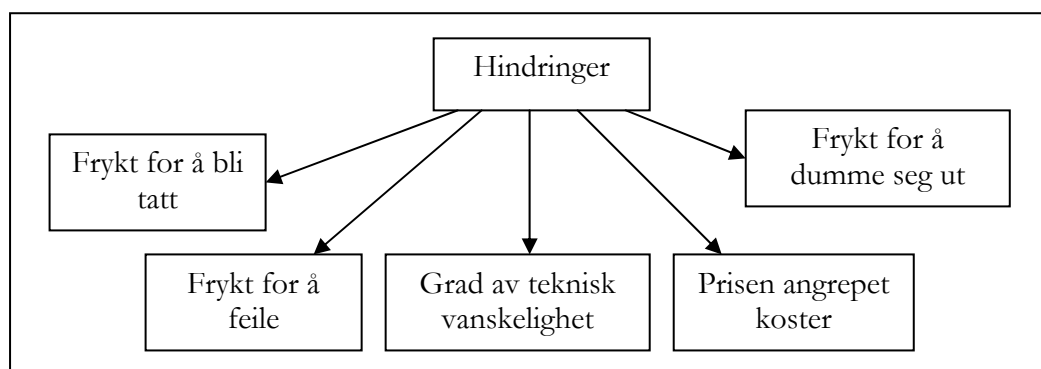 Hindringer
Frykt for å bli
tatt
Frykt for å
dumme seg ut
Frykt for å
feile
Grad av teknisk
vanskelighet
Prisen angrepet
koster